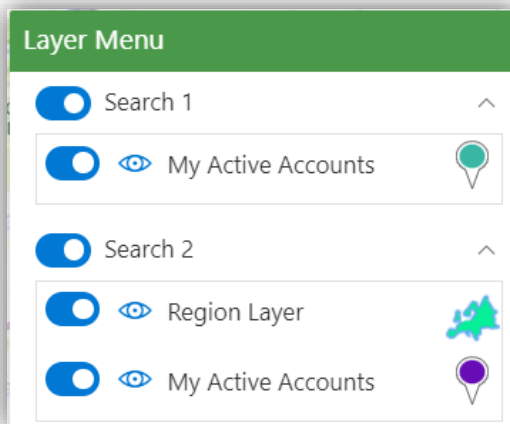 Layer Menu
Search 1
My Active Accounts
Search 2
Region Layer
My Active Accounts